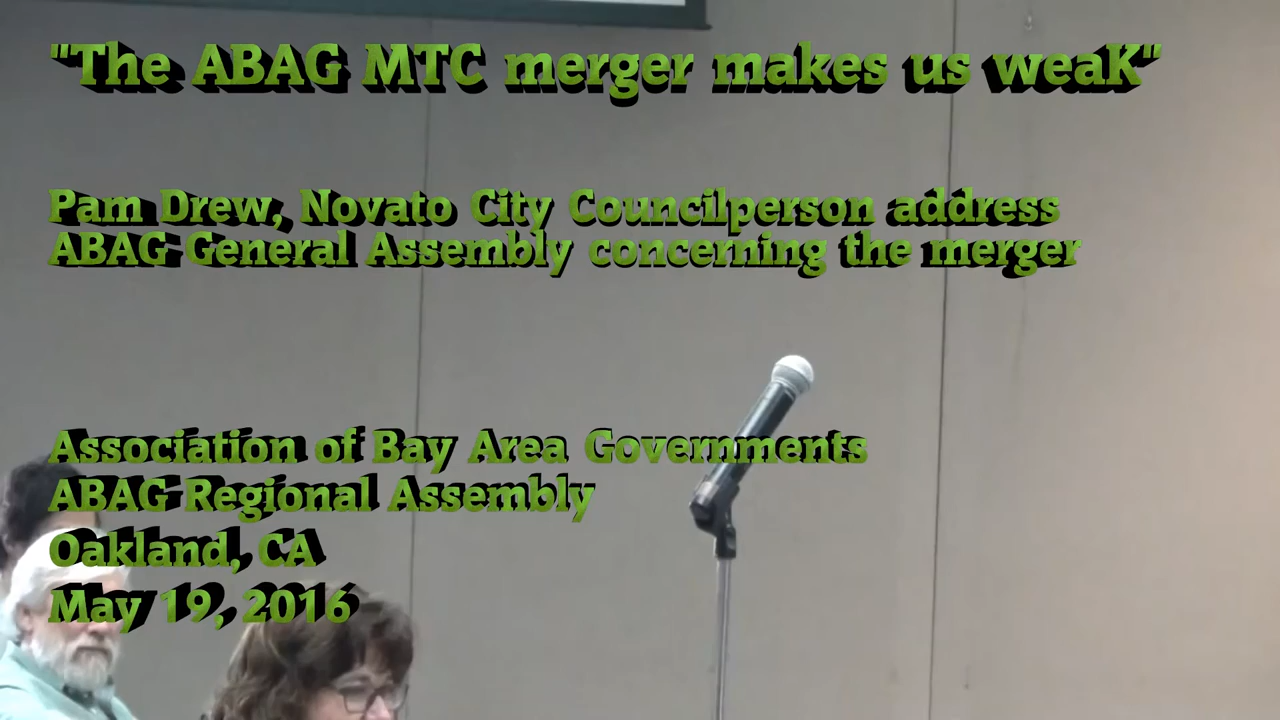 "The ABAG MTC merger makes us weaK"
Pam Drew, Novato City Councilperson address
ABAG General Assembly concerning the merger
Association of Bay Area Governments
ABAG Regional Assembly
Oakland, CA
May 19, 2016